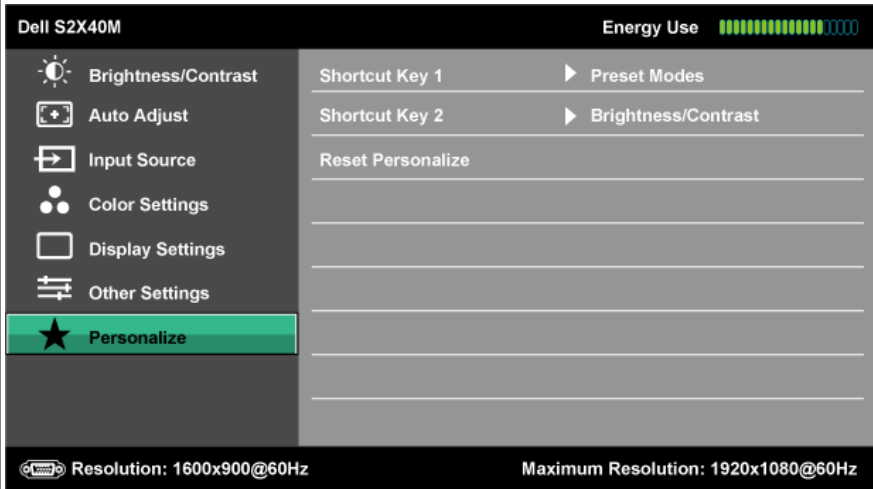 Dell S2X40M Energy Use
Brightness/Contrast Shortcut Key 1 Preset Modes
Auto Adjust Shortcut Key 2 Brightness/Contrast
Input Source Reset Personalize
Color Settings
Display Settings
Other Settings
Personalize
Resolution: 1600x900@60Hz Maximum Resolution: 1920x1080@60Hz